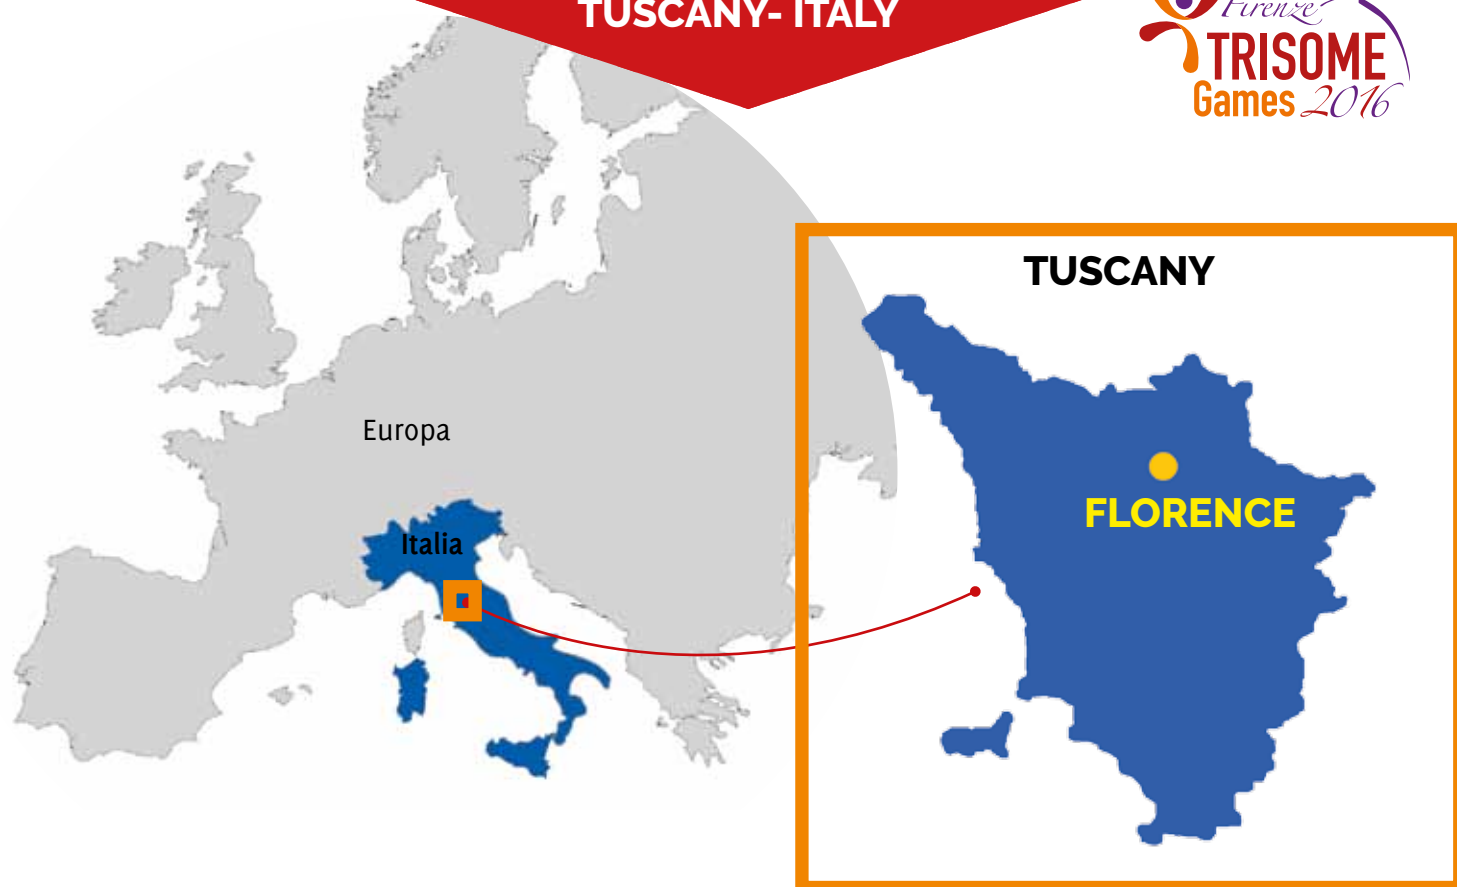 TUSCANY- ITALY
Firenze
TRISOME
Games 2016
TUSCANY
Europa
FLORENCE
Italia